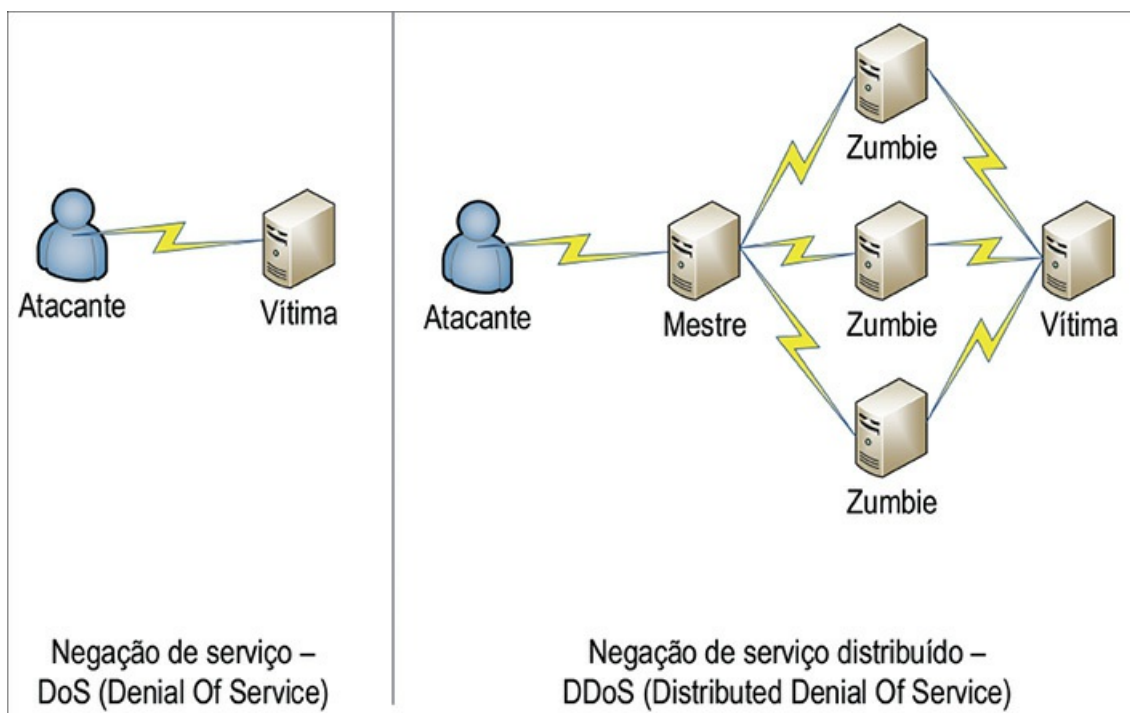 Atacante
Vítima
Negação de serviço –
DoS (Denial Of Service)
Zumbie
Atacante
Mestre
Zumbie
Vítima
Zumbie
Negação de serviço distribuído –
DDoS (Distributed Denial Of Service)